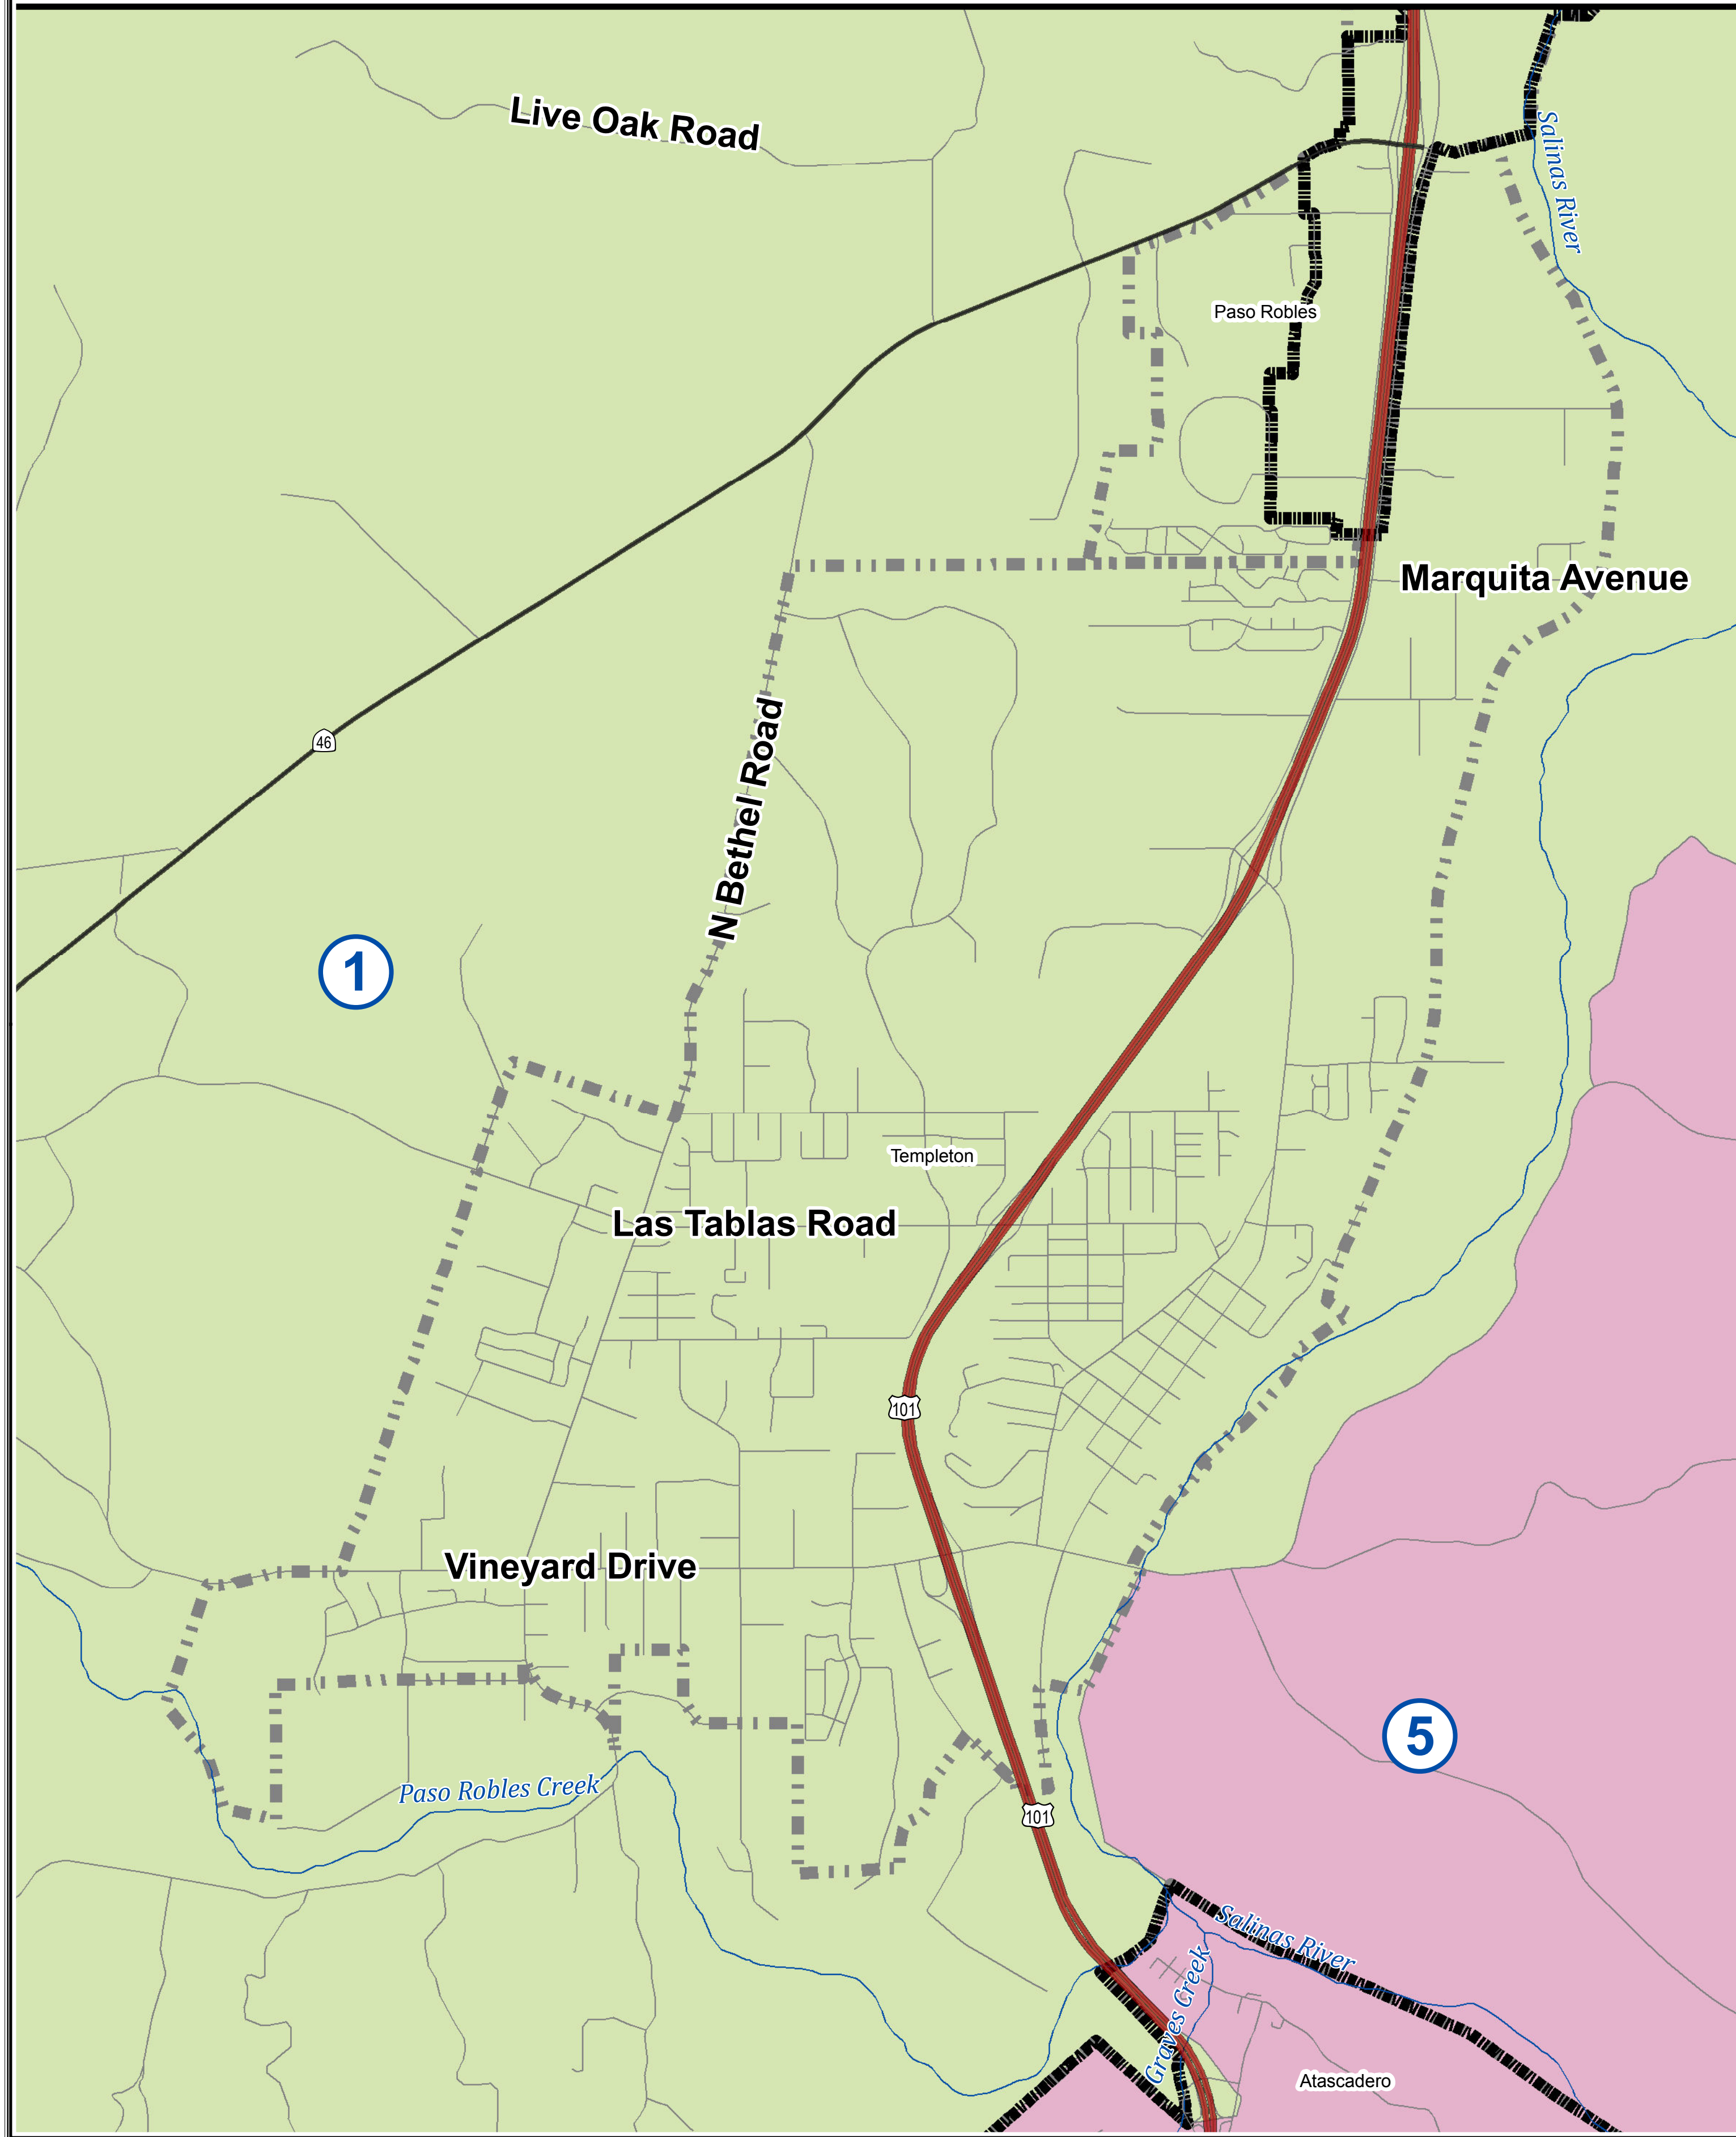 Live Oak Road
Salinas River
Paso Robles
Marquita Avenue
46
N Bethel Road
1
Templeton
Las Tablas Road
101
Vineyard Drive
5
Paso Robles Creek
101
Salinas River
Graves Creek
Atascadero